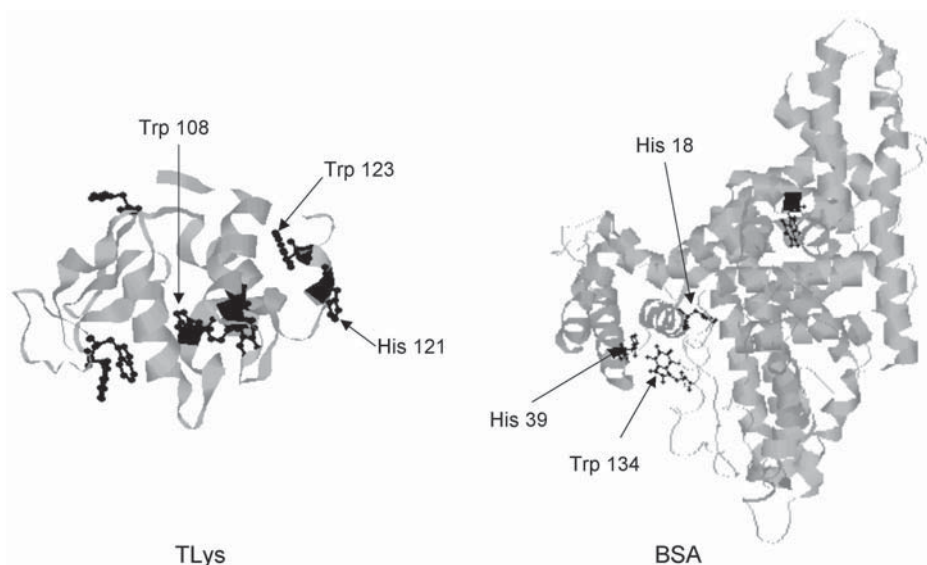 Trp 108
Trp 123
His 121
TLys
His 18
His 39
Trp 134
BSA